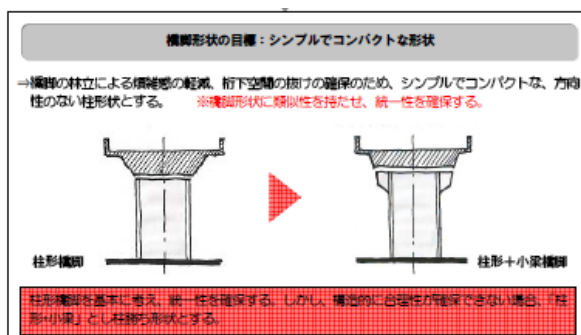 橋脚形状の目標：シンプルでコンパクトな形状
⇒橋脚の林立による煩雑感の軽減、桁下空間の抜けの確保のため、シンプルでコンパクトな、方向
性のない柱形状とする。 ※橋脚形状に類似性を持たせ、統一性を確保する。
柱形橋脚
柱形＋小梁橋脚
柱形橋脚を基本に考え、統一性を確保する。しかし、構造的に合理性が確保できない場合、「柱
形+小梁」とし柱勝ち形状とする。